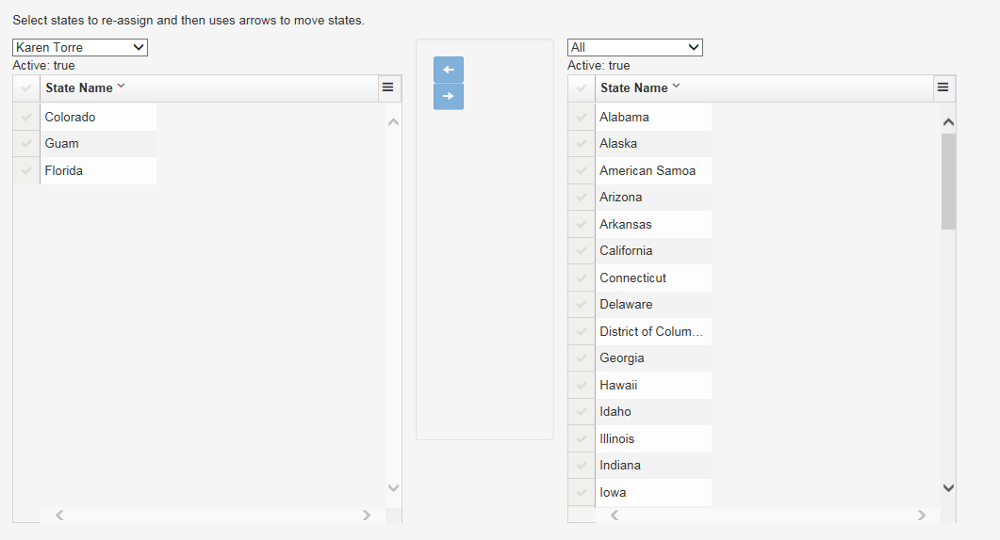 Select states to re-assign and then uses arrows to move states.
Karen Torre
Active: true
State Name
Colorado
Guam
Florida
All
Active: true
State Name
Alabama
Alaska
American Samoa
Arizona
Arkansas
California
Connecticut
Delaware
District of Colum...
Georgia
Hawaii
Idaho
Illinois
Indiana
Iowa